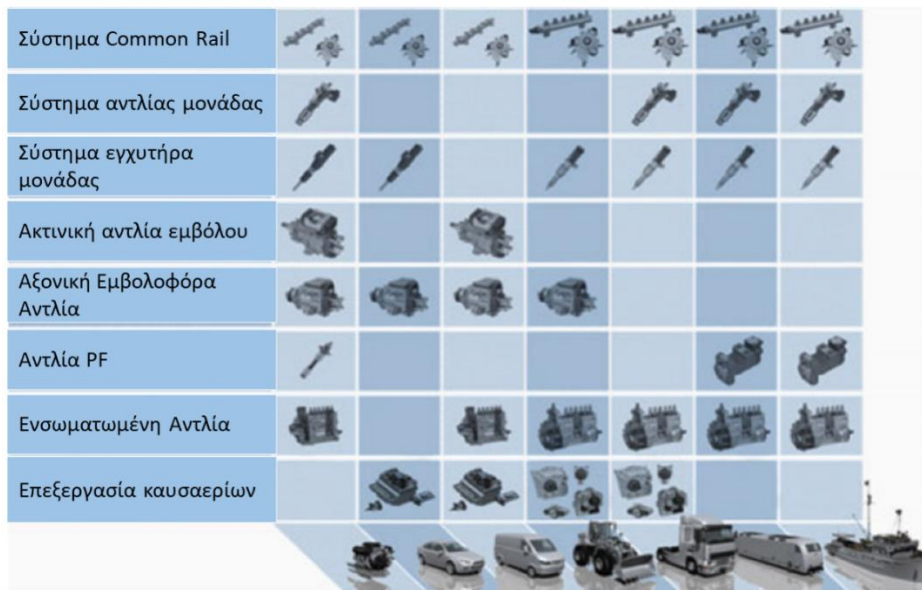 Σύστημα Common Rail
Σύστημα αντλίας μονάδας
Σύστημα εγχυτήρα
μονάδας
Ακτινική αντλία εμβόλου
Αξονική Εμβολοφόρα
Αντλία
Αντλία PF
Ενσωματωμένη Αντλία
Επεξεργασία καυσαερίων